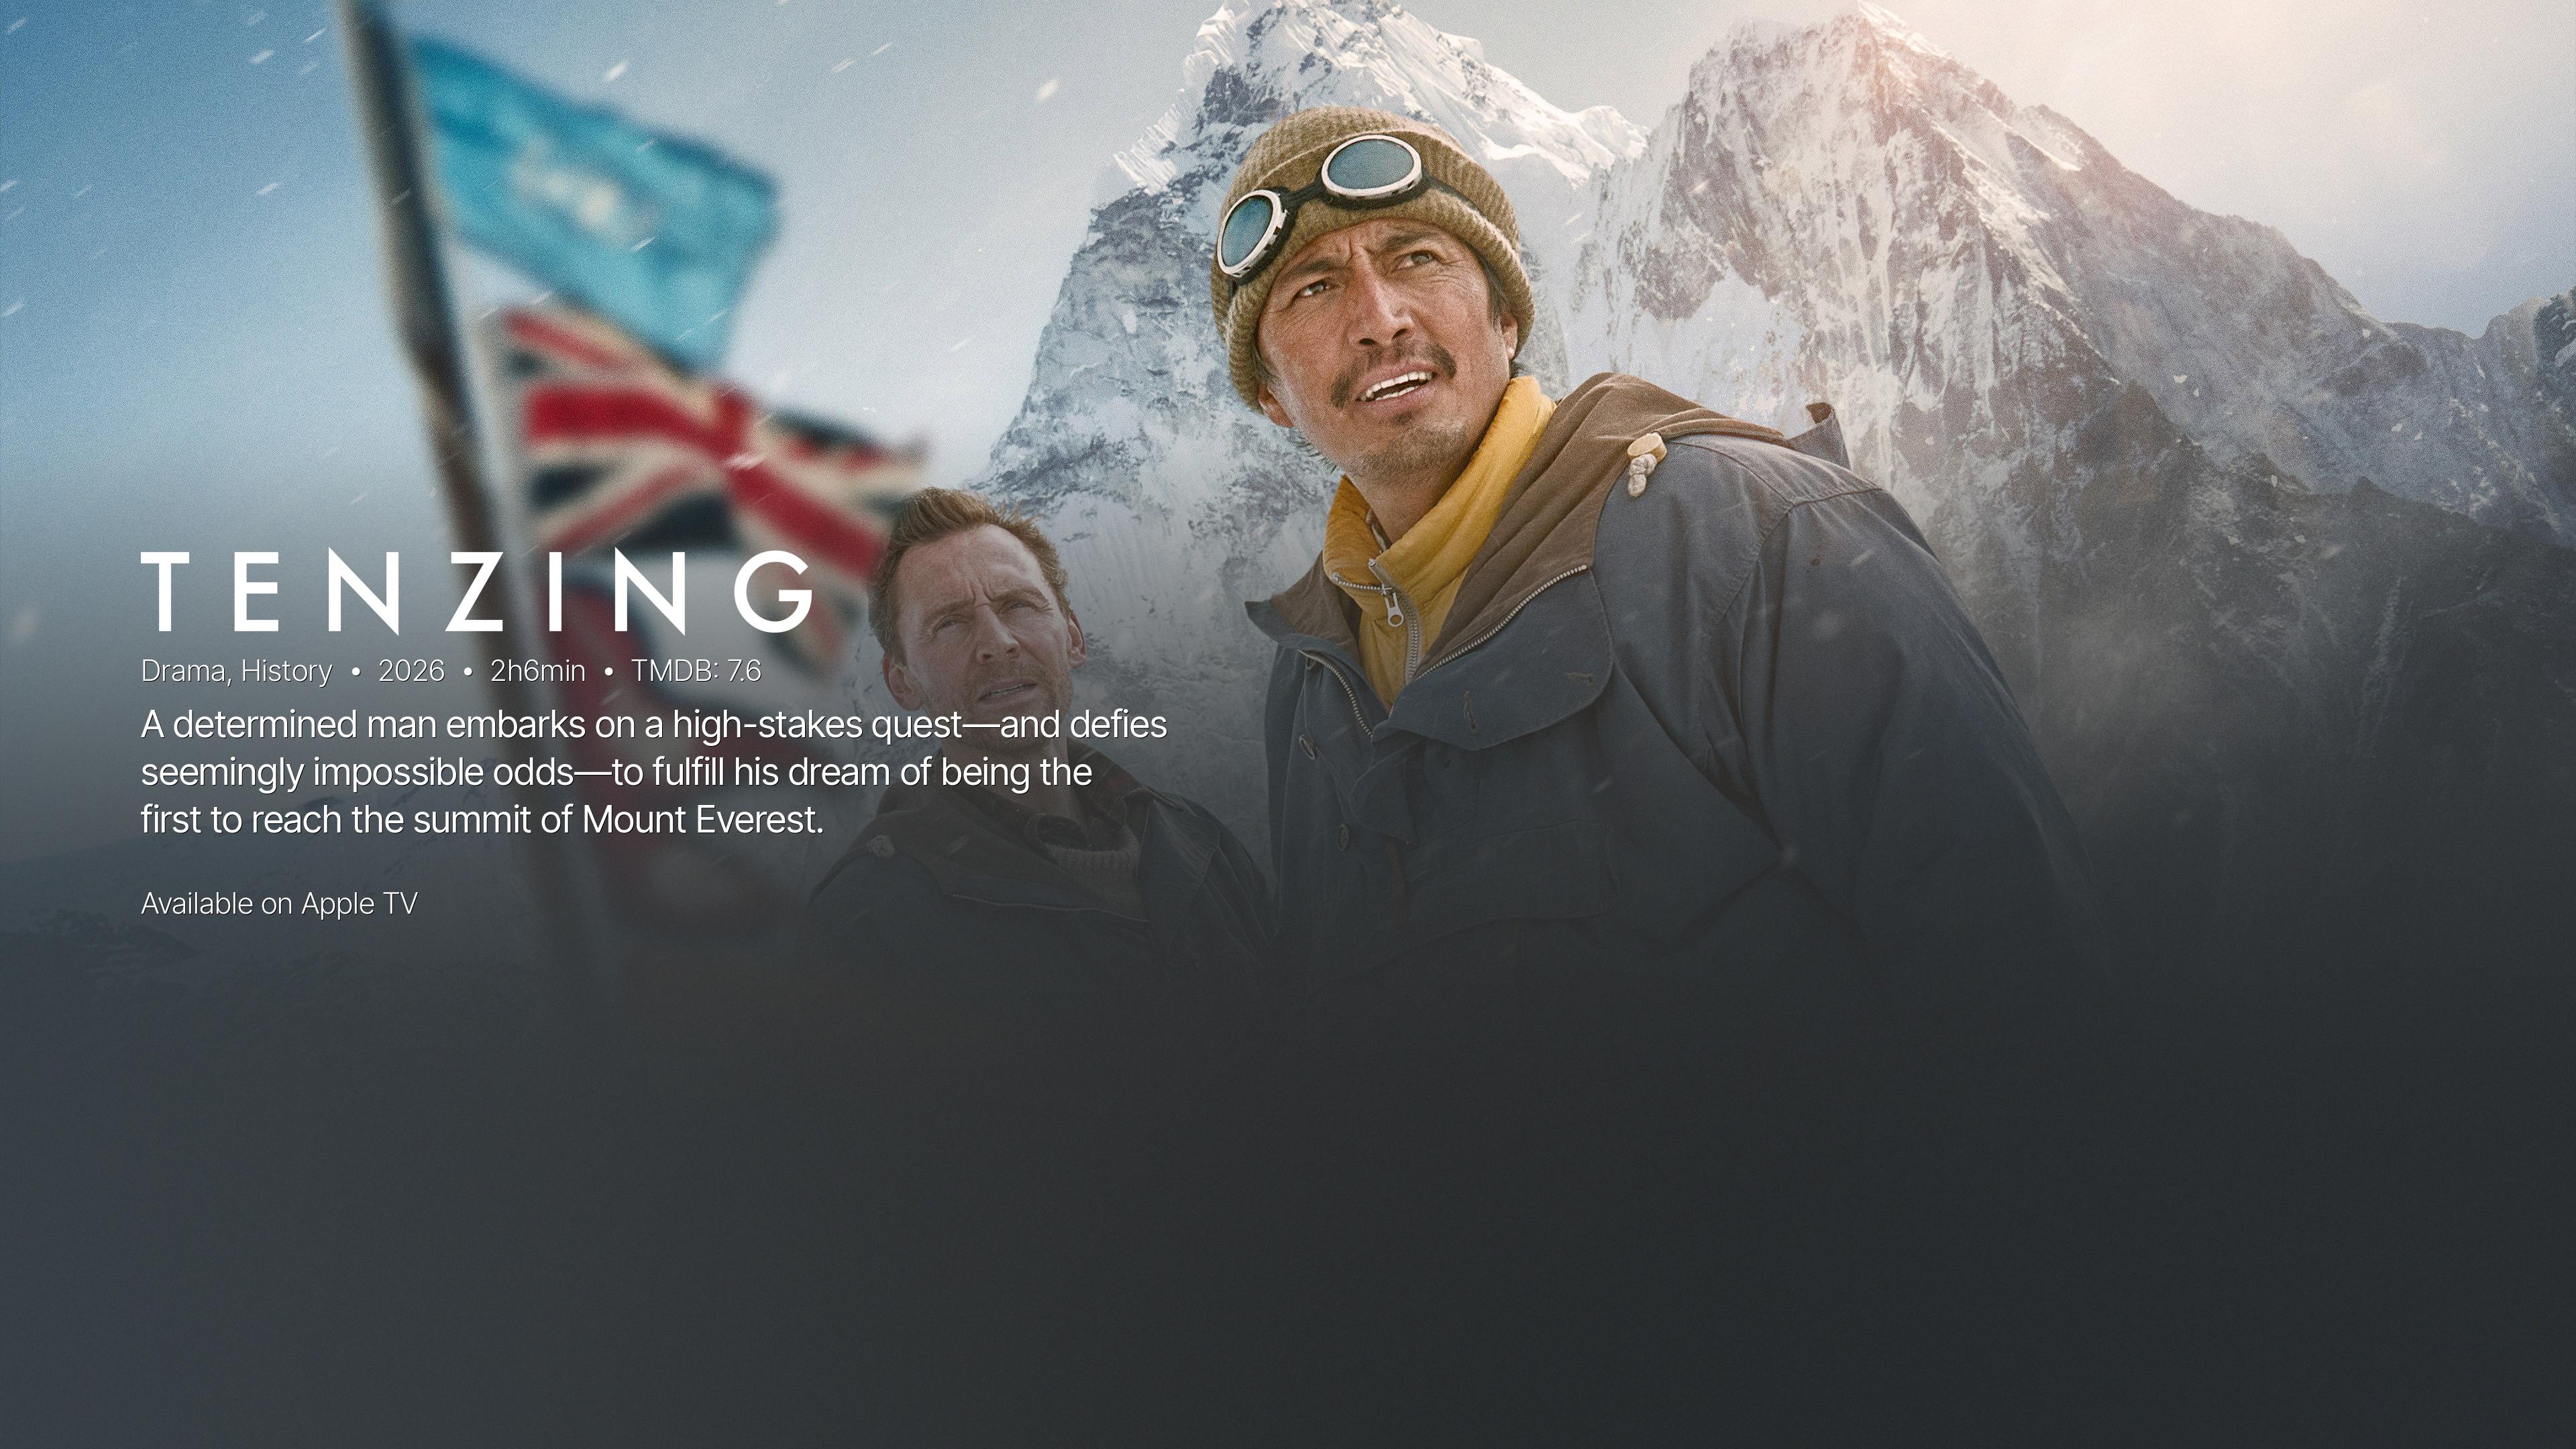 TENZING
Drama, History • 2026 • 2h6min • TMDB: 7.6
A determined man embarks on a high-stakes quest—and defies
seemingly impossible odds—to fulfill his dream of being the
first to reach the summit of Mount Everest.
Available on Apple TV